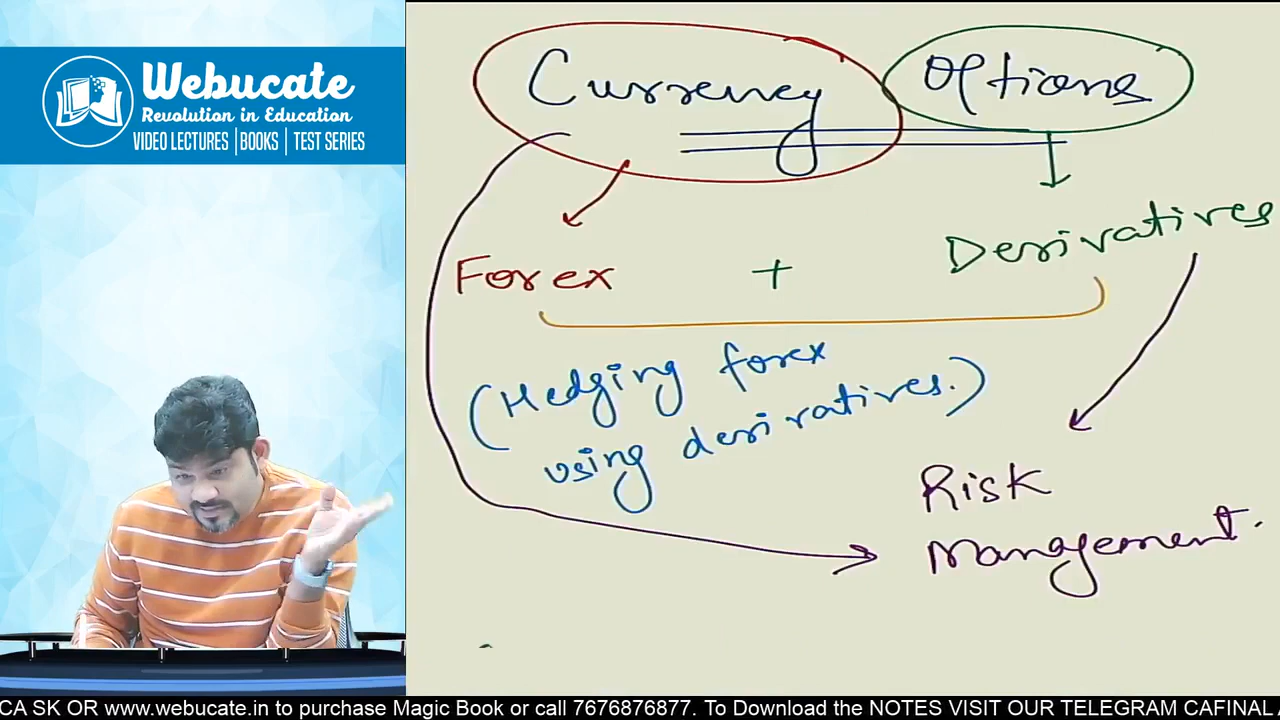 Webucate
Revolution in Education
VIDEO LECTURES | BOOKS | TEST SERIES
Currency Options
Forex + Derivatives
(Hedging forex
using derivatives.)
Risk
Management.
CA SK OR www.webucate.in to purchase Magic Book or call 7676876877. To Download the NOTES VISIT OUR TELEGRAM CAFINAL